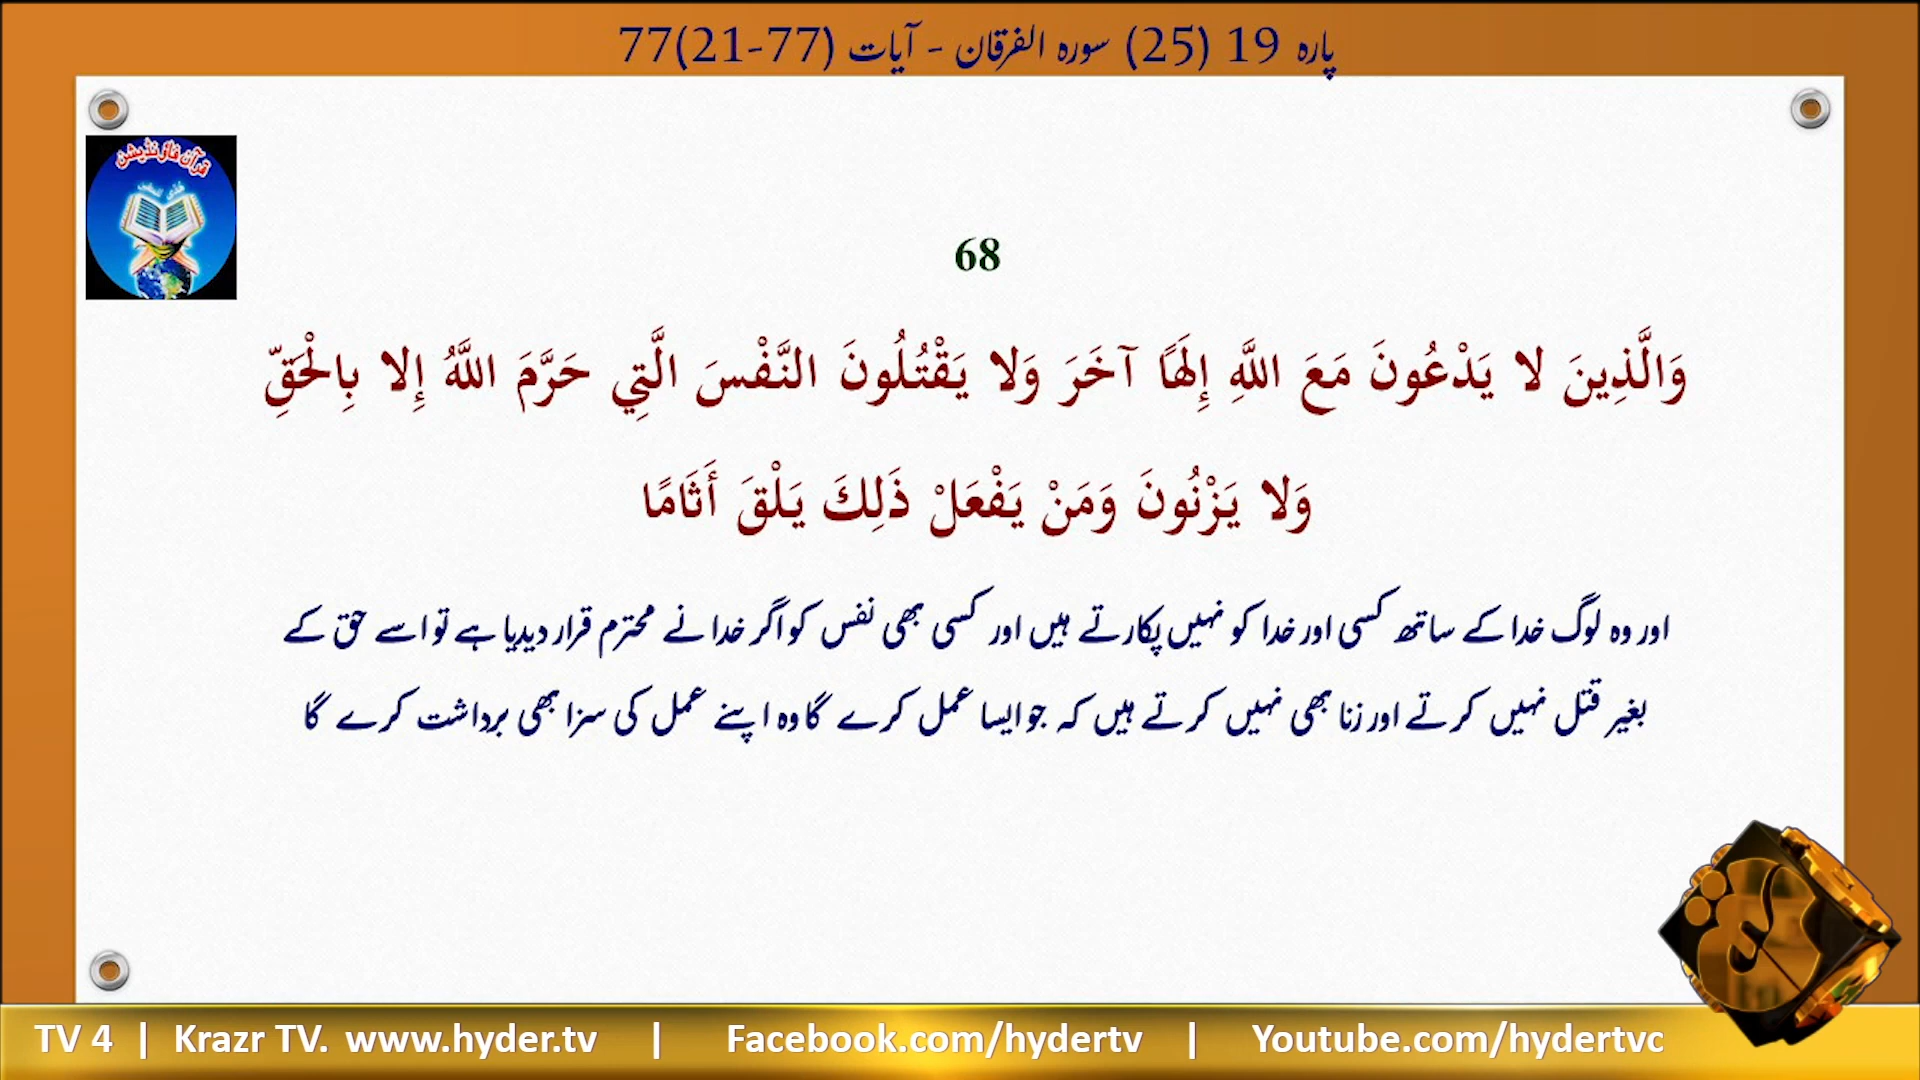 پارہ 19 (25) سورہ الفرقان - آیات (77-21)77
قرآن فاؤنڈیشن
68
وَالَّذِينَ لا يَدْعُونَ مَعَ اللَّهِ إِلَهًا آخَرَ وَلا يَقْتُلُونَ النَّفْسَ الَّتِي حَرَّمَ اللَّهُ إِلا بِالْحَقِّ
وَلا يَزْنُونَ وَمَنْ يَفْعَلْ ذَلِكَ يَلْقَ أَثَامًا
اور وہ لوگ خدا کے ساتھ کسی اور خدا کو نہیں پکارتے ہیں اور کسی بھی نفس کو اگر خدا نے محترم قرار دیدیا ہے تو اسے حق کے
بغیر قتل نہیں کرتے اور زنا بھی نہیں کرتے ہیں کہ جو ایسا عمل کرے گا وہ اپنے عمل کی سزا بھی برداشت کرے گا
TV 4 | Krazr TV. www.hyder.tv | Facebook.com/hydertv | Youtube.com/hydertvc